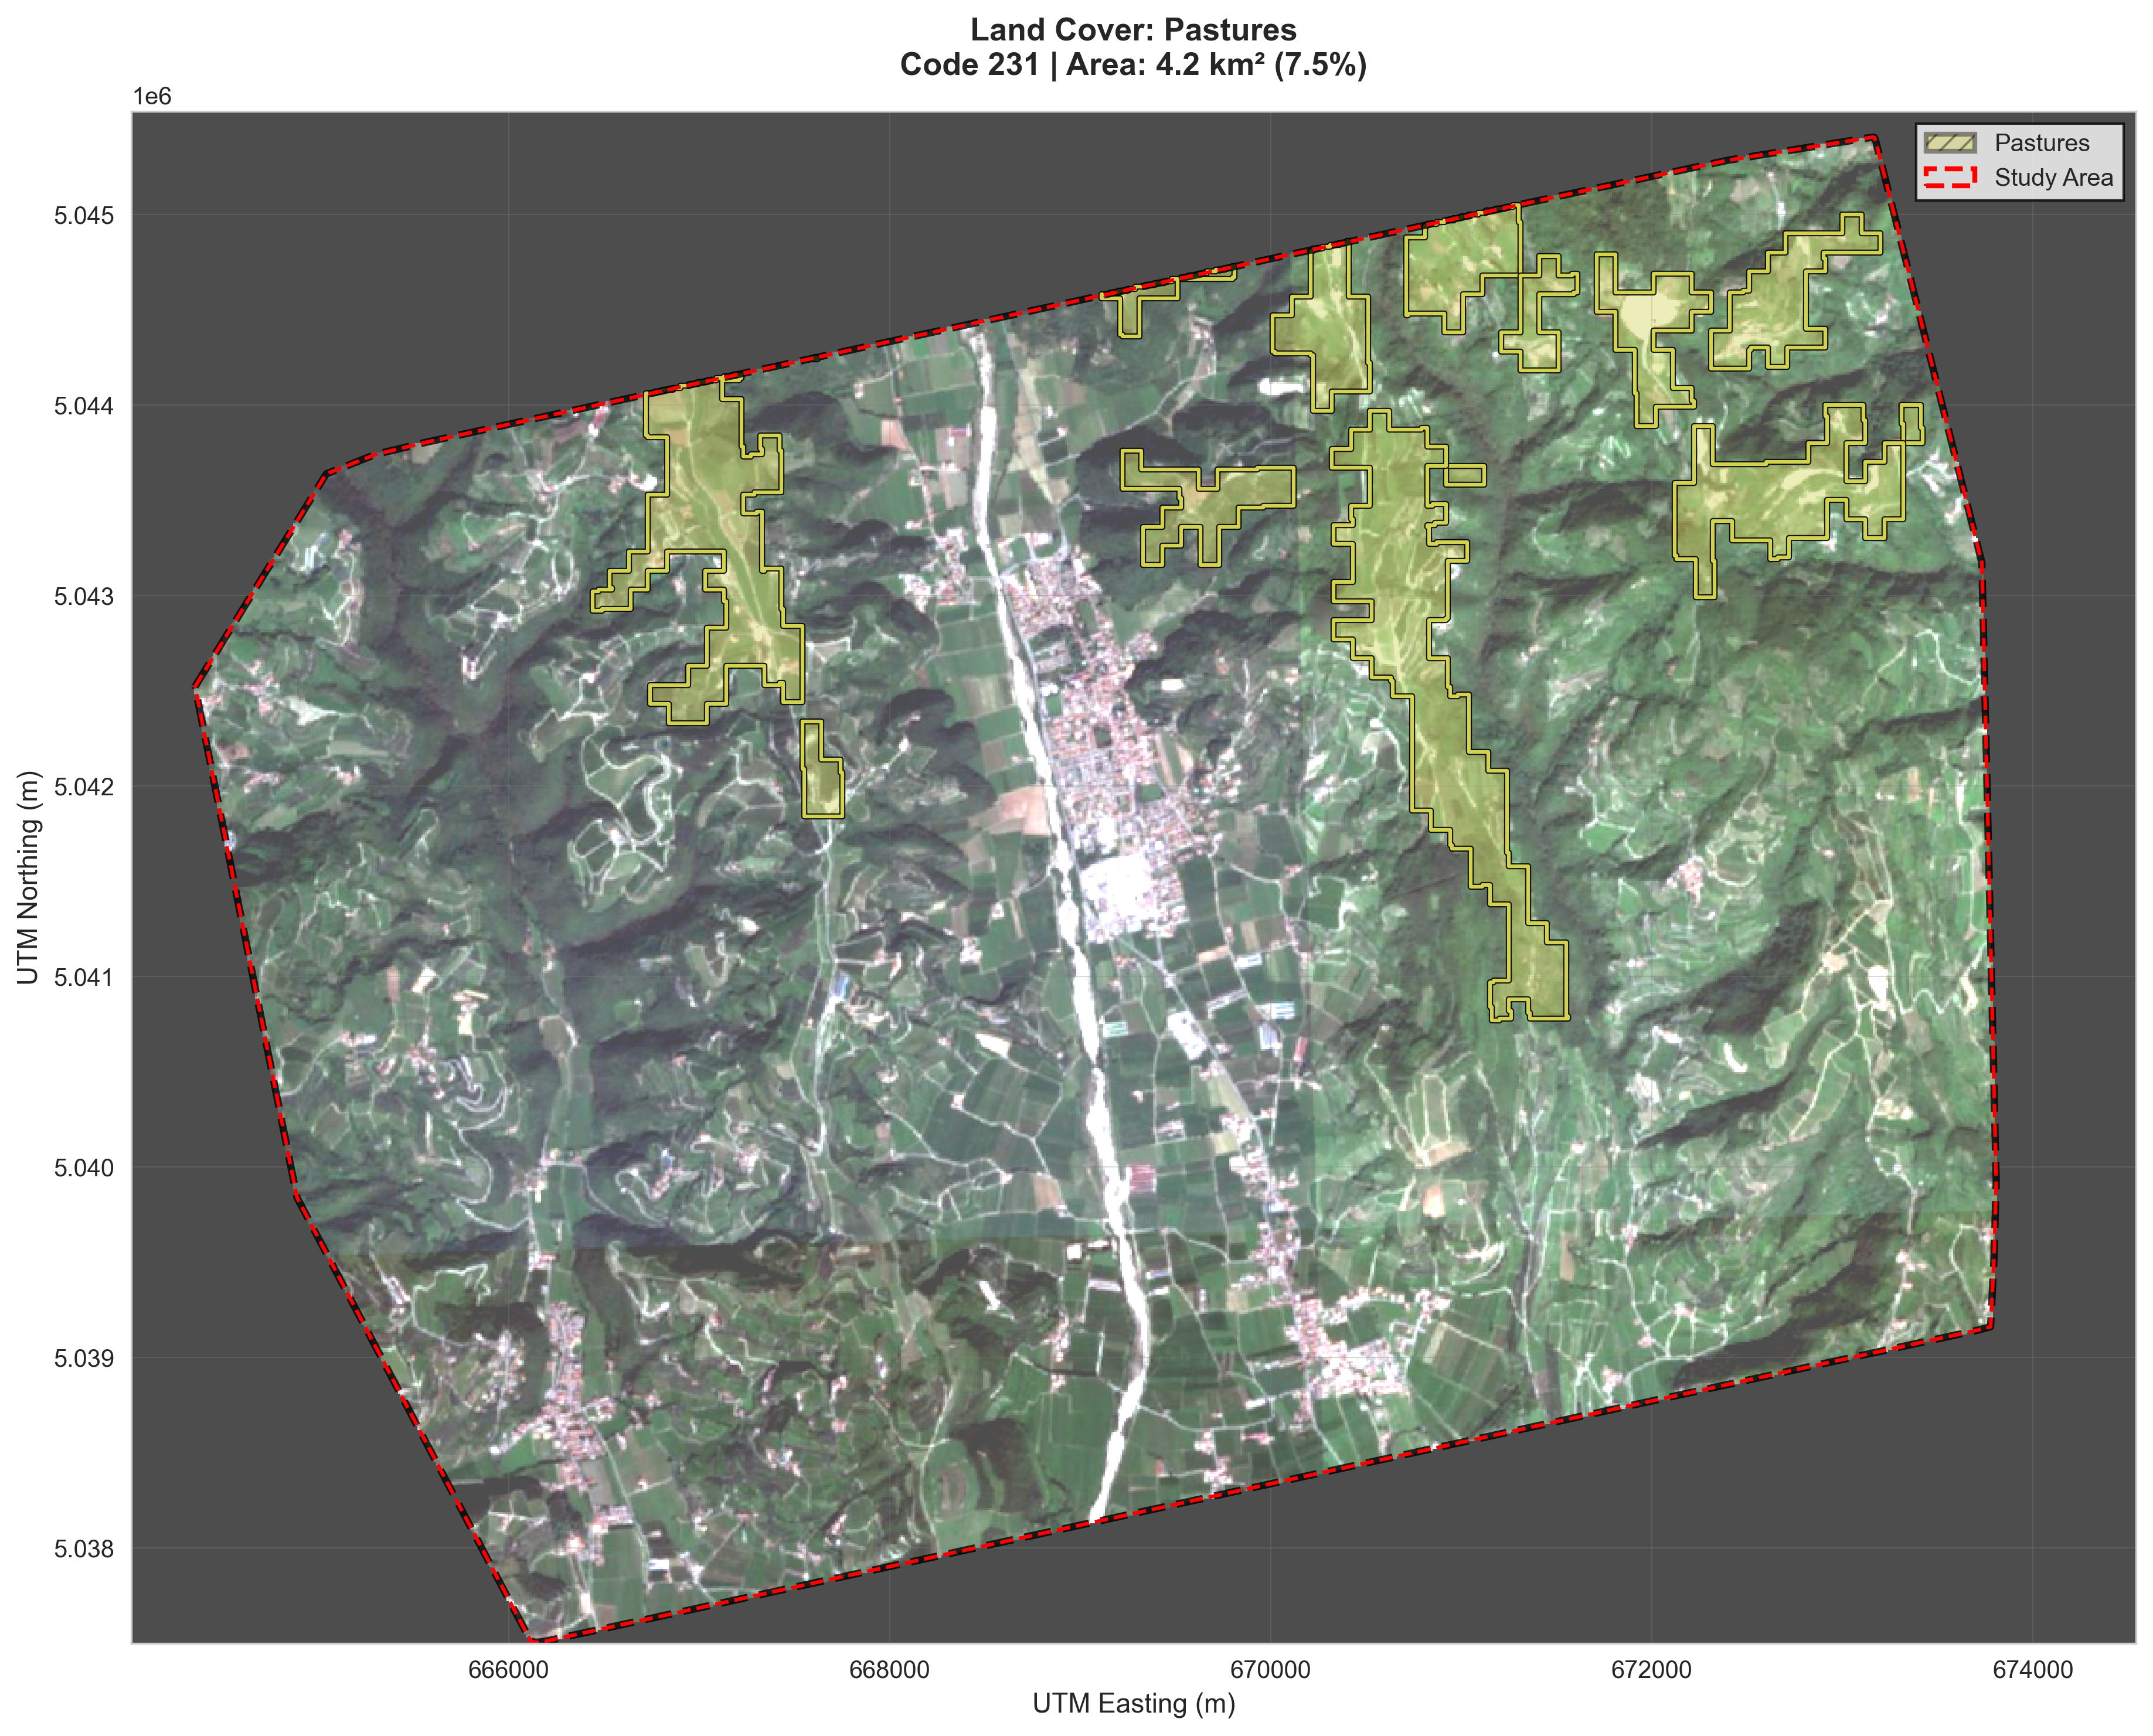 Land Cover: Pastures
Code 231 | Area: 4.2 km² (7.5%)
1e6
Pastures
Study Area
5.045
5.044
5.043
5.042
5.041
5.040
5.039
5.038
UTM Northing (m)
666000 668000 670000 672000 674000
UTM Easting (m)